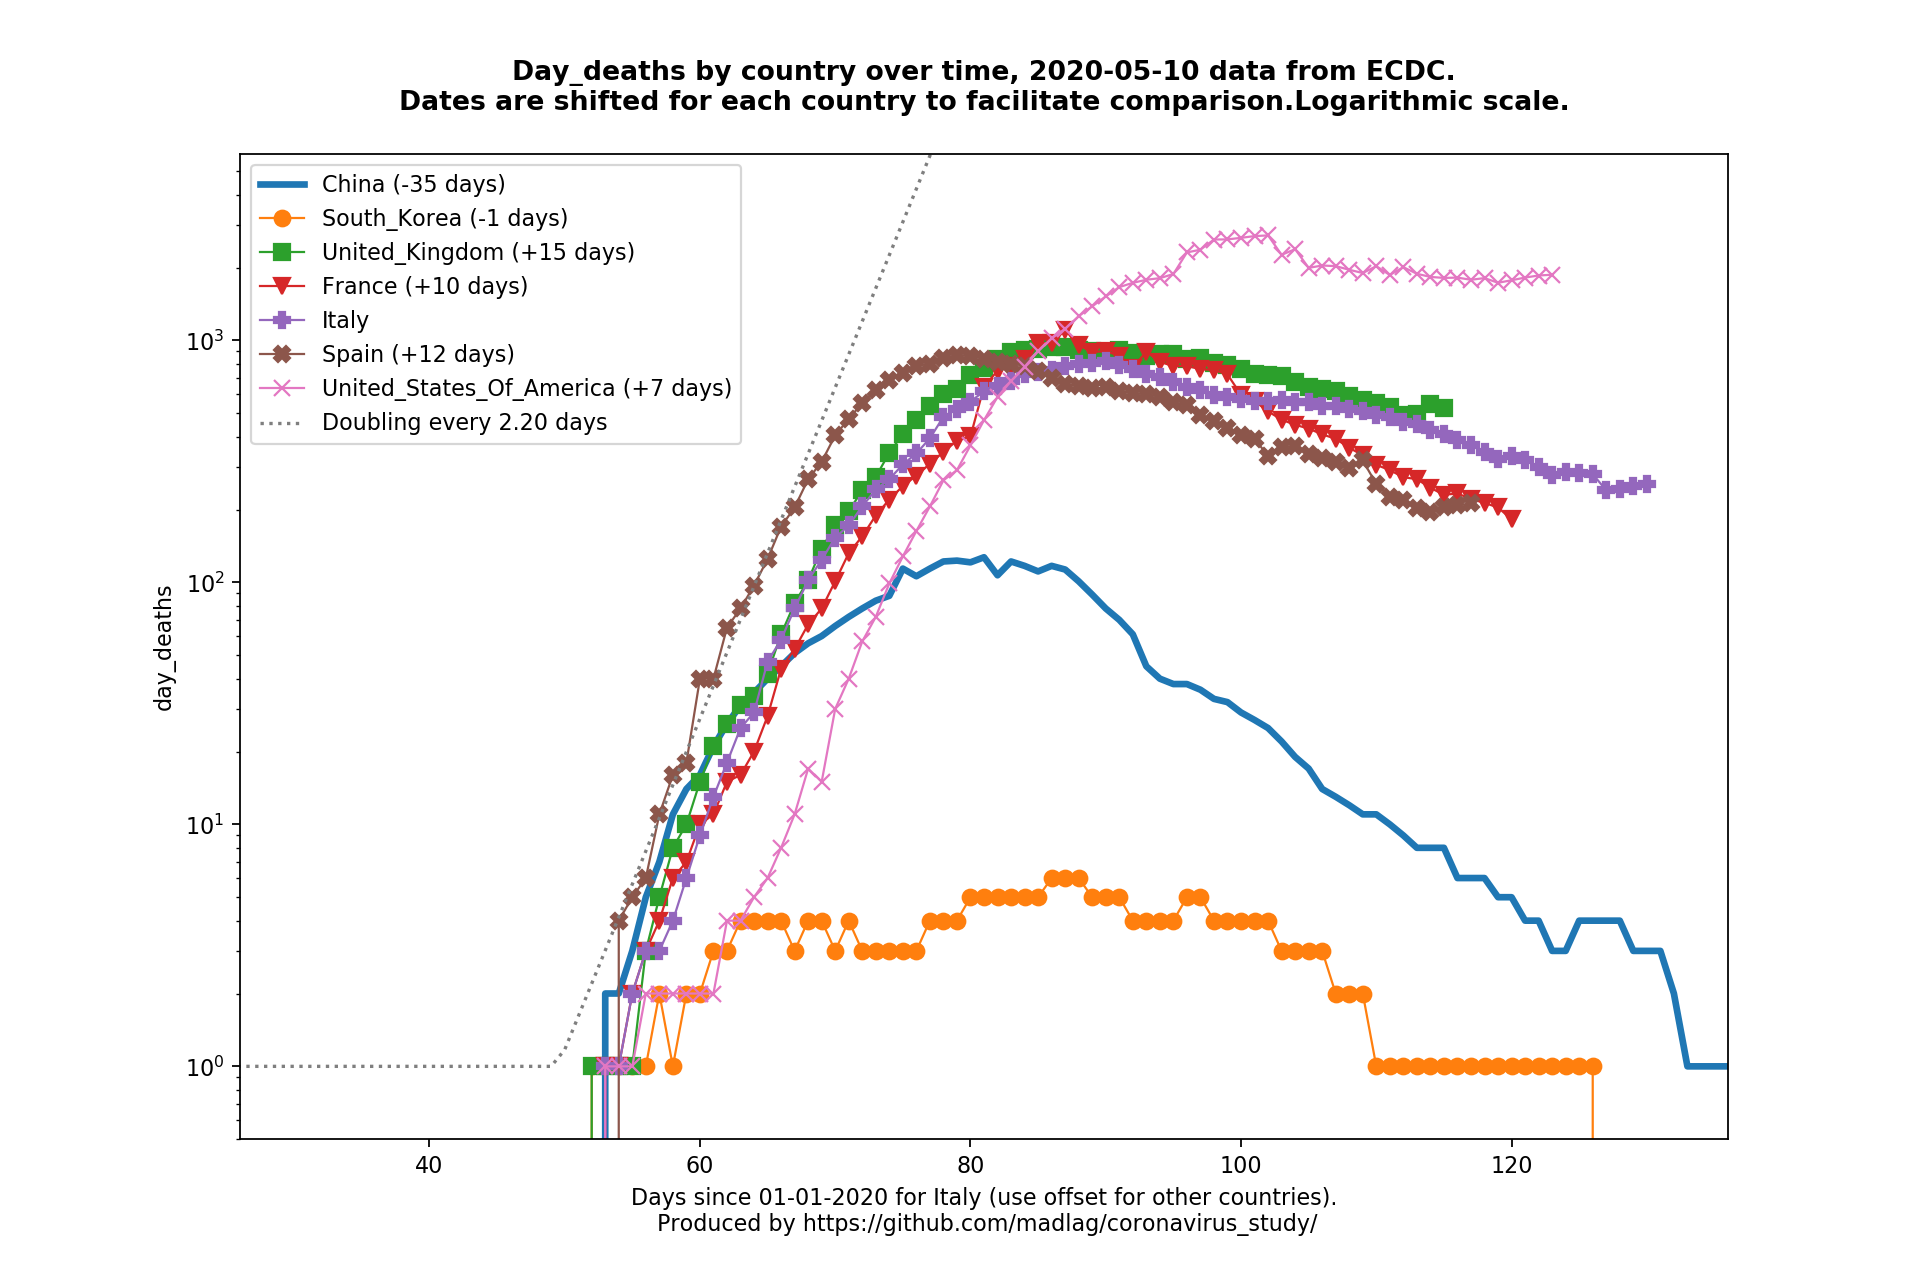 Day_deaths by country over time, 2020-05-10 data from ECDC.
Dates are shifted for each country to facilitate comparison.Logarithmic scale.
China (-35 days)
South_Korea (-1 days)
United_Kingdom (+15 days)
France (+10 days)
Italy
Spain (+12 days)
United_States_Of_America (+7 days)
Doubling every 2.20 days
day_deaths
10³
10²
10¹
10⁰
40 60 80 100 120
Days since 01-01-2020 for Italy (use offset for other countries).
Produced by https://github.com/madlag/coronavirus_study/